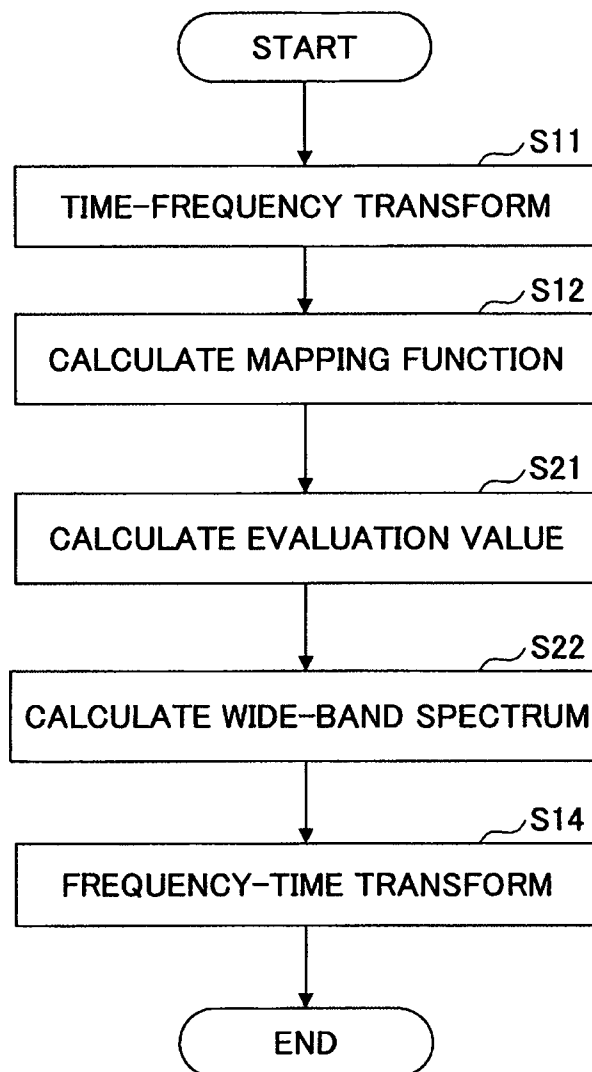 START
S11
TIME-FREQUENCY TRANSFORM
S12
CALCULATE MAPPING FUNCTION
S21
CALCULATE EVALUATION VALUE
S22
CALCULATE WIDE-BAND SPECTRUM
S14
FREQUENCY-TIME TRANSFORM
END